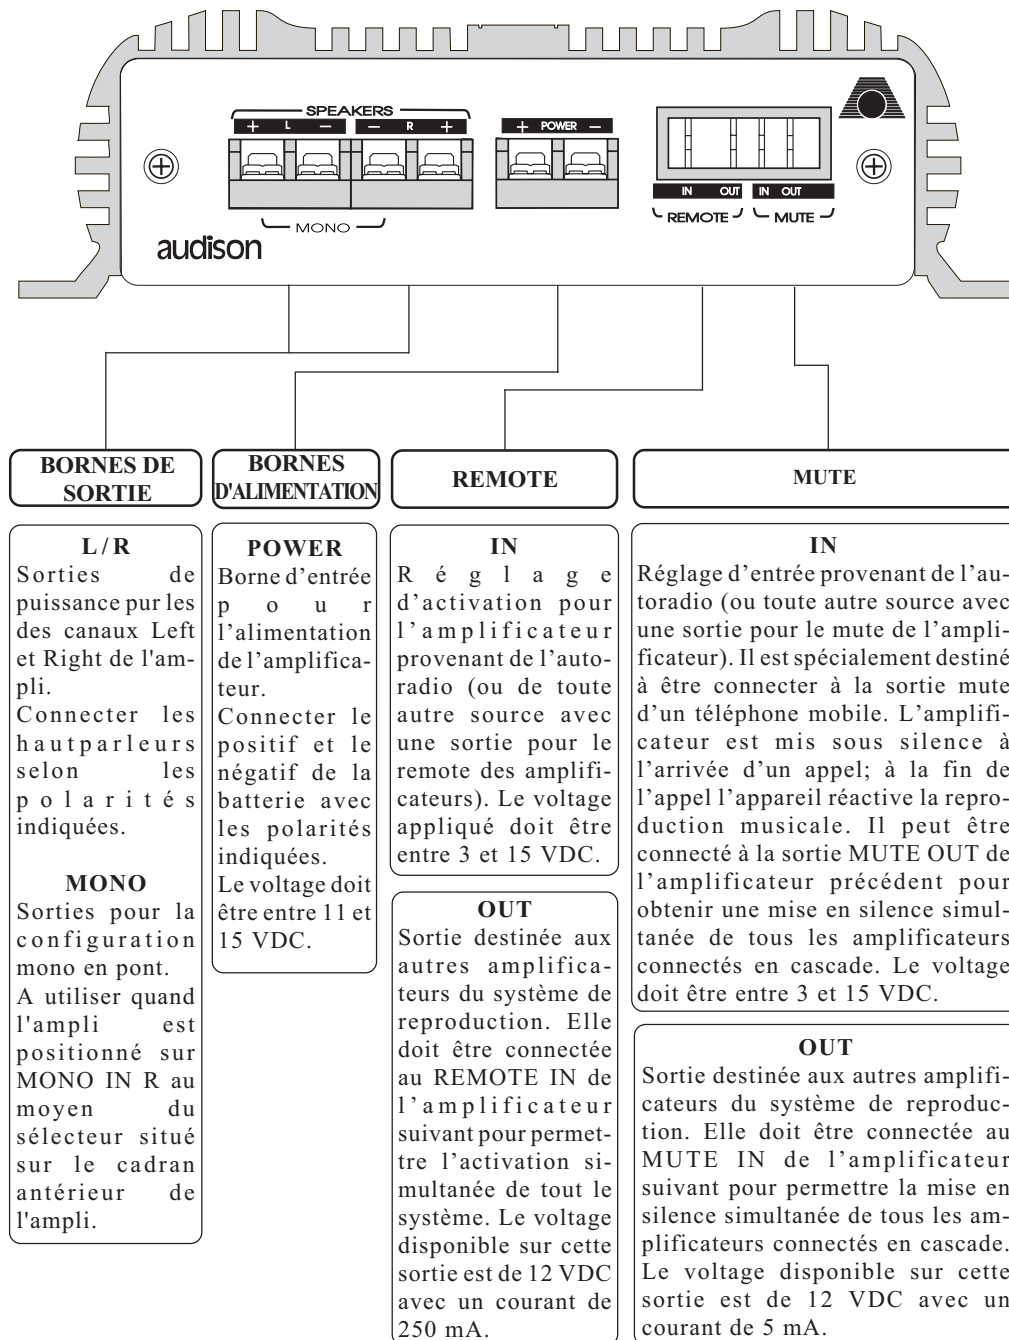 SPEAKERS
+ L − − R +
+ POWER −
IN OUT IN OUT
REMOTE MUTE
MONO
audison
BORNES DE
SORTIE
L / R
Sorties de
puissance pur les
des canaux Left
et Right de l'am-
pli.
Connecter les
hautparleurs
selon les
polarités
indiquées.
MONO
Sorties pour la
configuration
mono en pont.
A utiliser quand
l'ampli est
positionné sur
MONO IN R au
moyen du
sélecteur situé
sur le cadran
antérieur de
l'ampli.
BORNES
D'ALIMENTATION
POWER
Borne d’entrée
pour
l’alimentation
de l’amplifica-
teur.
Connecter le
positif et le
négatif de la
batterie avec
les polarités
indiquées.
Le voltage doit
être entre 11 et
15 VDC.
REMOTE
IN
Réglage
d’activation pour
l’amplificateur
provenant de l’auto-
radio (ou de toute
autre source avec
une sortie pour le
remote des amplifi-
cateurs). Le voltage
appliqué doit être
entre 3 et 15 VDC.
OUT
Sortie destinée aux
autres amplifica-
teurs du système de
reproduction. Elle
doit être connectée
au REMOTE IN de
l’amplificateur
suivant pour permet-
tre l’activation si-
multanée de tout le
système. Le voltage
disponible sur cette
sortie est de 12 VDC
avec un courant de
250 mA.
MUTE
IN
Réglage d’entrée provenant de l’au-
toradio (ou toute autre source avec
une sortie pour le mute de l’ampli-
ficateur). Il est spécialement destiné
à être connecter à la sortie mute
d’un téléphone mobile. L’amplifi-
cateur est mis sous silence à
l’arrivée d’un appel; à la fin de
l’appel l’appareil réactive la repro-
duction musicale. Il peut être
connecté à la sortie MUTE OUT de
l’amplificateur précédent pour
obtenir une mise en silence simul-
tanée de tous les amplificateurs
connectés en cascade. Le voltage
doit être entre 3 et 15 VDC.
OUT
Sortie destinée aux autres amplifi-
cateurs du système de reproduc-
tion. Elle doit être connectée au
MUTE IN de l’amplificateur
suivant pour permettre la mise en
silence simultanée de tous les am-
plificateurs connectés en cascade.
Le voltage disponible sur cette
sortie est de 12 VDC avec un
courant de 5 mA.